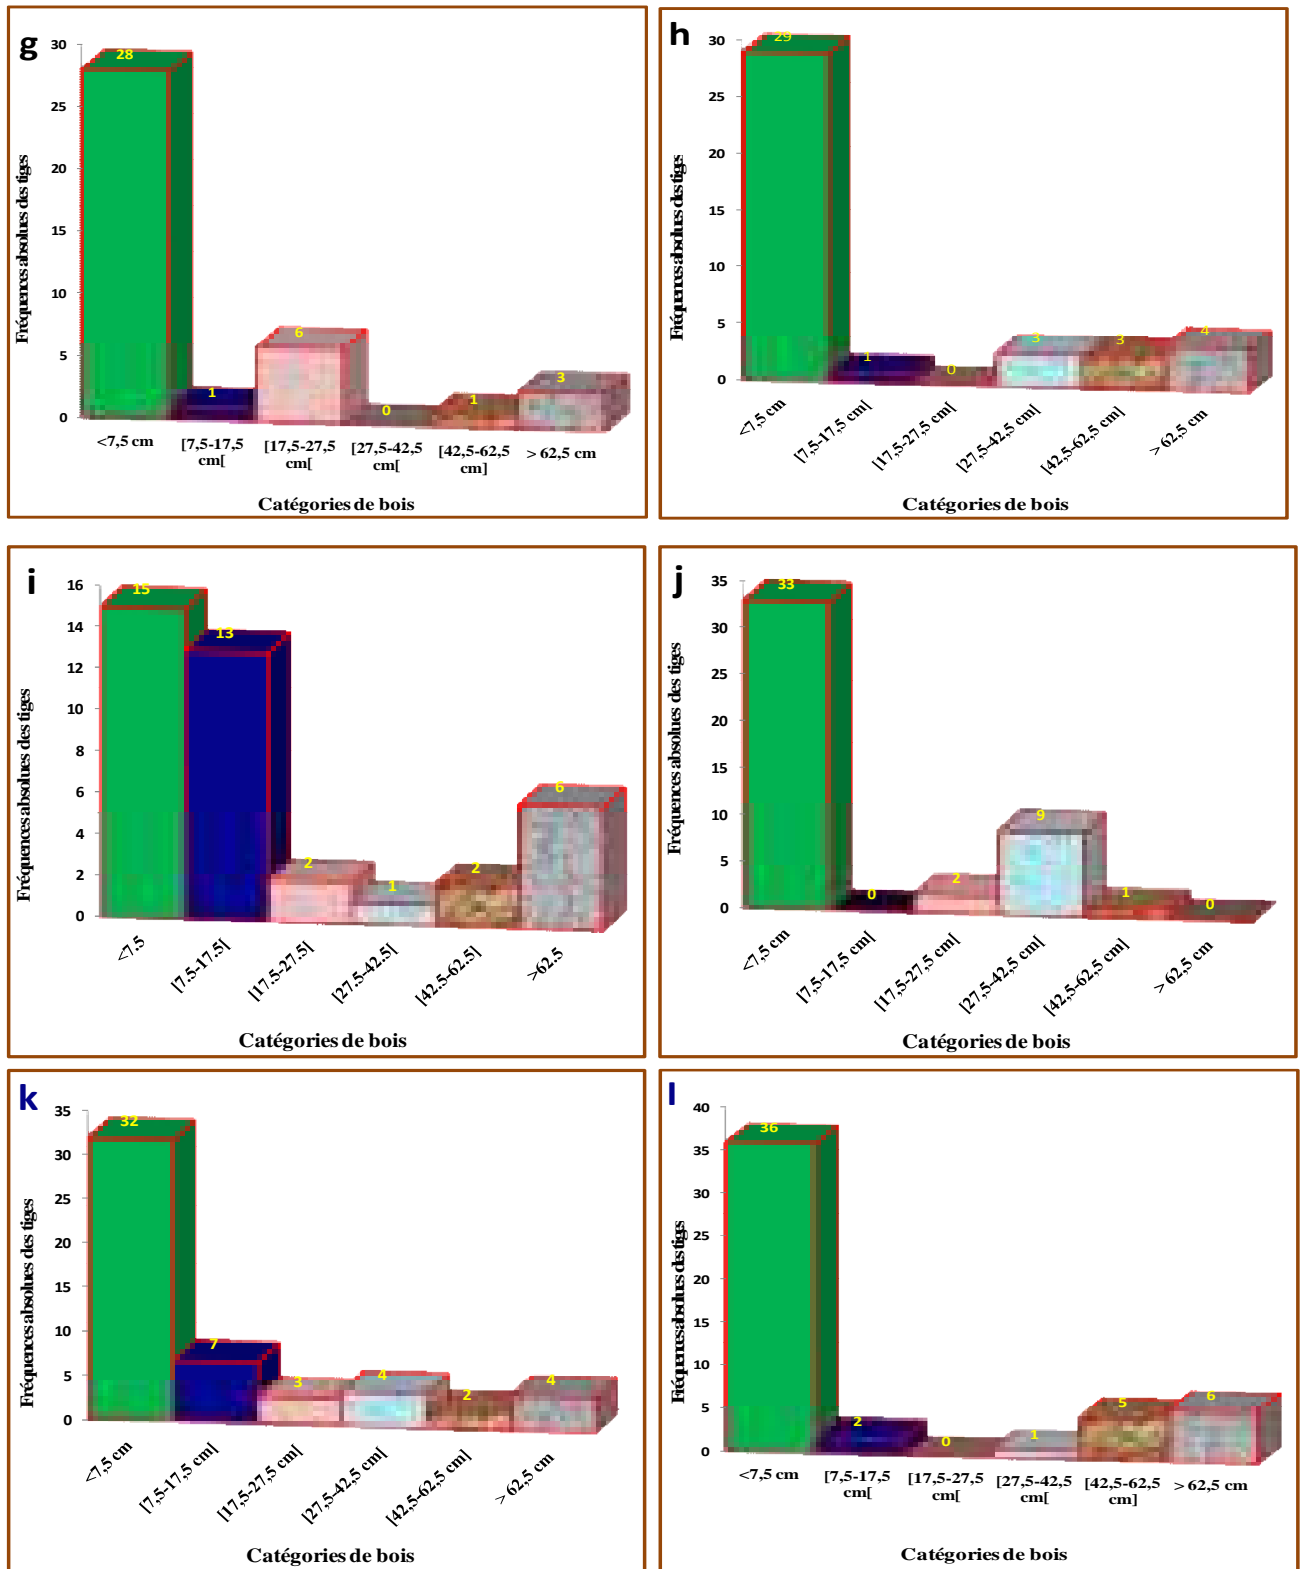 g
30
25
20
15
10
5
0
Fréquences absolues des tiges
28
1
6
0
1
3
<7,5 cm
[7,5-17,5 cm[
[17,5-27,5 cm[
[27,5-42,5 cm[
[42,5-62,5 cm]
> 62,5 cm
Catégories de bois
h
30
25
20
15
10
5
0
Fréquences absolues des tiges
29
1
0
3
3
4
<7,5 cm
[7,5-17,5 cm[
[17,5-27,5 cm[
[27,5-42,5 cm[
[42,5-62,5 cm]
> 62,5 cm
Catégories de bois
i
16
14
12
10
8
6
4
2
0
Fréquences absolues des tiges
15
13
2
1
2
6
<7.5
[7.5-17.5[
[17.5-27.5[
[27.5-42.5[
[42.5-62.5]
>62.5
Catégories de bois
j
35
30
25
20
15
10
5
0
Fréquences absolues des tiges
33
0
2
9
1
0
<7,5 cm
[7,5-17,5 cm[
[17,5-27,5 cm[
[27,5-42,5 cm[
[42,5-62,5 cm]
> 62,5 cm
Catégories de bois
k
35
30
25
20
15
10
5
0
Fréquences absolues des tiges
32
7
3
4
2
4
<7,5 cm
[7,5-17,5 cm[
[17,5-27,5 cm[
[27,5-42,5 cm[
[42,5-62,5 cm]
> 62,5 cm
Catégories de bois
l
40
35
30
25
20
15
10
5
0
Fréquences absolues des tiges
36
2
0
1
5
6
<7,5 cm
[7,5-17,5 cm[
[17,5-27,5 cm[
[27,5-42,5 cm[
[42,5-62,5 cm]
> 62,5 cm
Catégories de bois